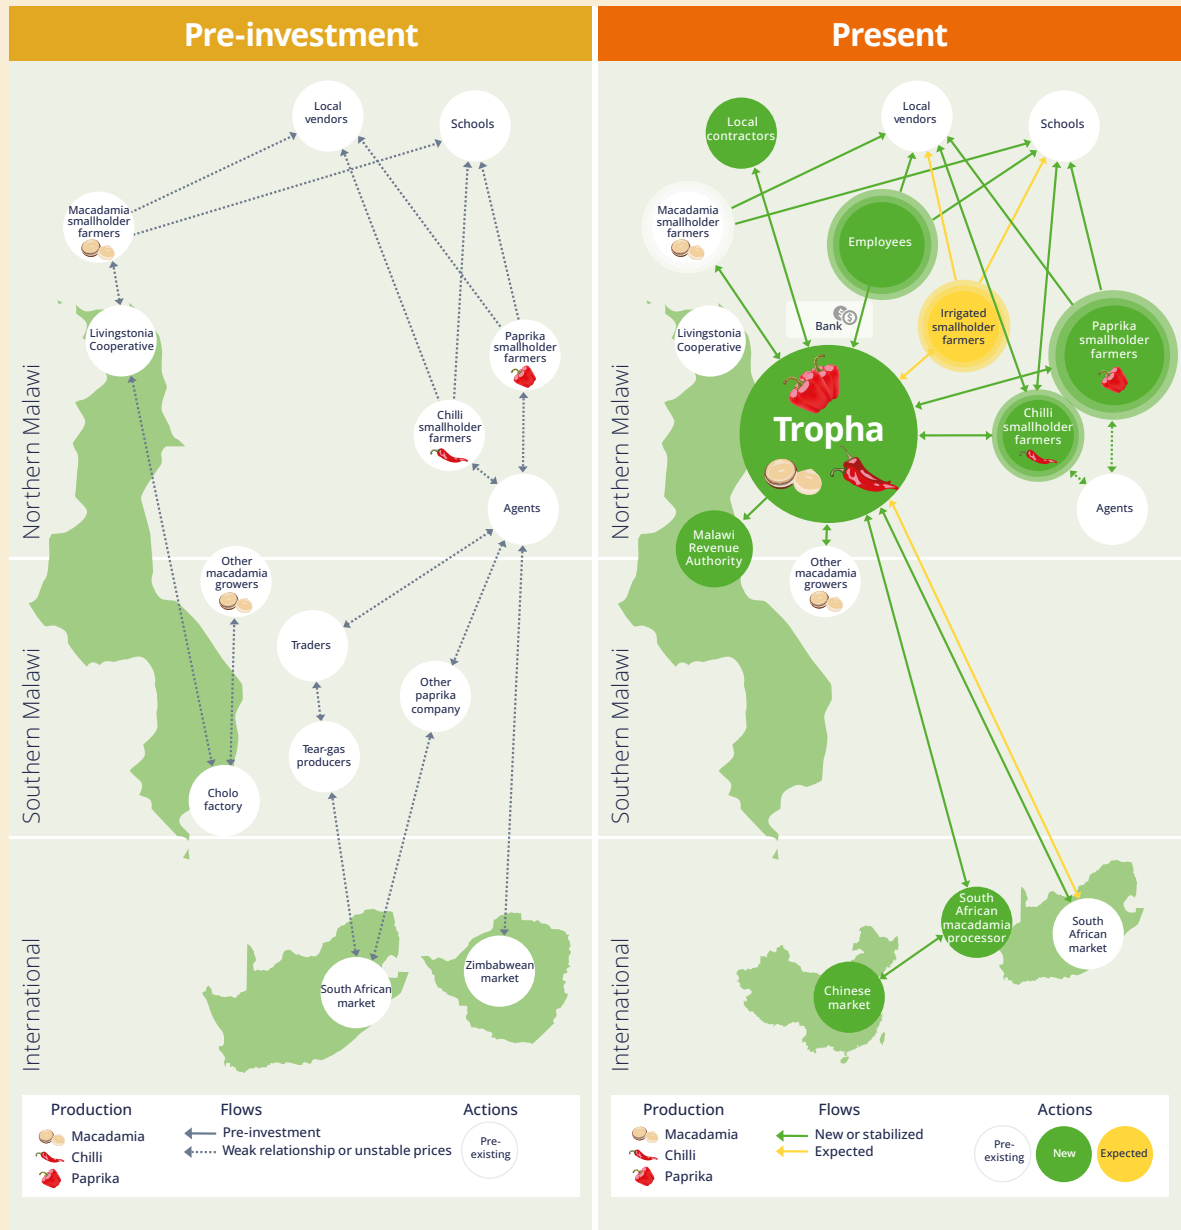 Pre-investment
Local
vendors
Schools
Macadamia
smallholder
farmers
Livingstonia
Cooperative
Paprika
smallholder
farmers
Chilli
smallholder
farmers
Agents
Northern Malawi
Other
macadamia
growers
Traders
Other
paprika
company
Tear-gas
producers
Cholo
factory
Southern Malawi
South African
market
Zimbabwean
market
International
Production
Macadamia
Chilli
Paprika
Flows
Pre-investment
Weak relationship or unstable prices
Actions
Pre-
existing
Present
Local
contractors
Local
vendors
Schools
Macadamia
smallholder
farmers
Employees
Livingstonia
Cooperative
Bank
Irrigated
smallholder
farmers
Paprika
smallholder
farmers
Tropha
Chilli
smallholder
farmers
Agents
Malawi
Revenue
Authority
Northern Malawi
Other
macadamia
growers
Southern Malawi
South
African
macadamia
processor
South
African
market
Chinese
market
International
Production
Macadamia
Chilli
Paprika
Flows
New or stabilized
Expected
Actions
Pre-
existing
New
Expected